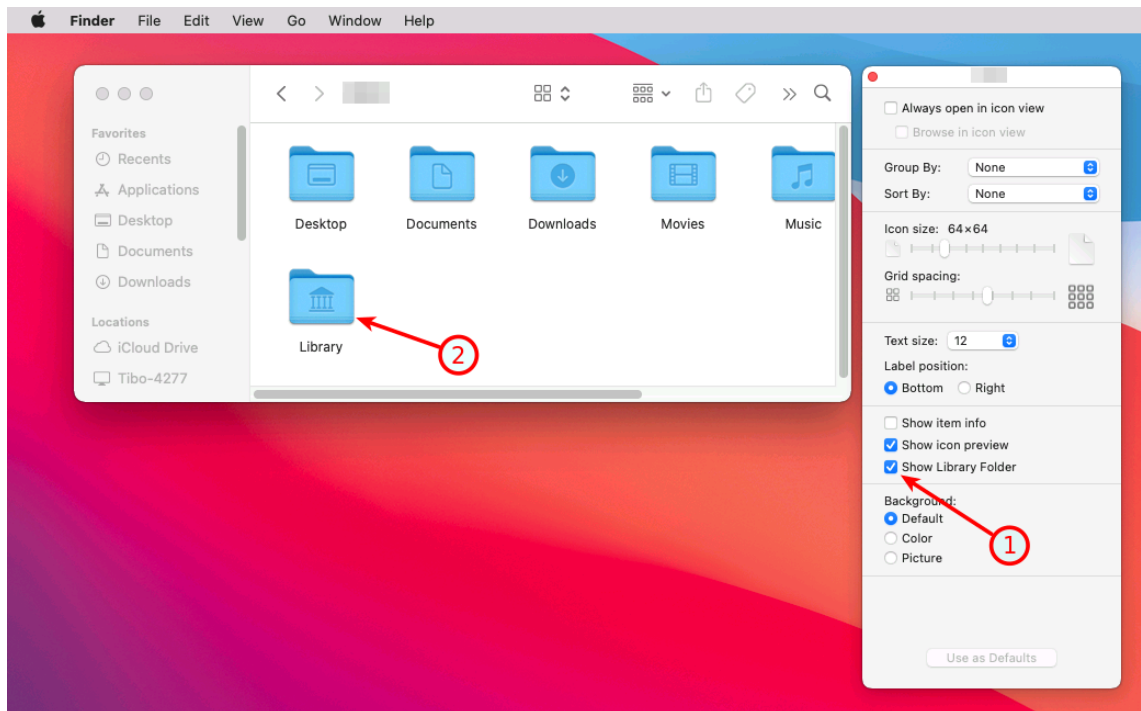 Finder File Edit View Go Window Help
Favorites
Recents
Applications
Desktop
Documents
Downloads
Locations
iCloud Drive
Tibo-4277
Desktop Documents Downloads Movies Music
Library
2
Always open in icon view
Browse in icon view
Group By: None
Sort By: None
Icon size: 64×64
Grid spacing:
Text size: 12
Label position:
Bottom Right
Show item info
Show icon preview
Show Library Folder
Background:
Default
Color
Picture
1
Use as Defaults